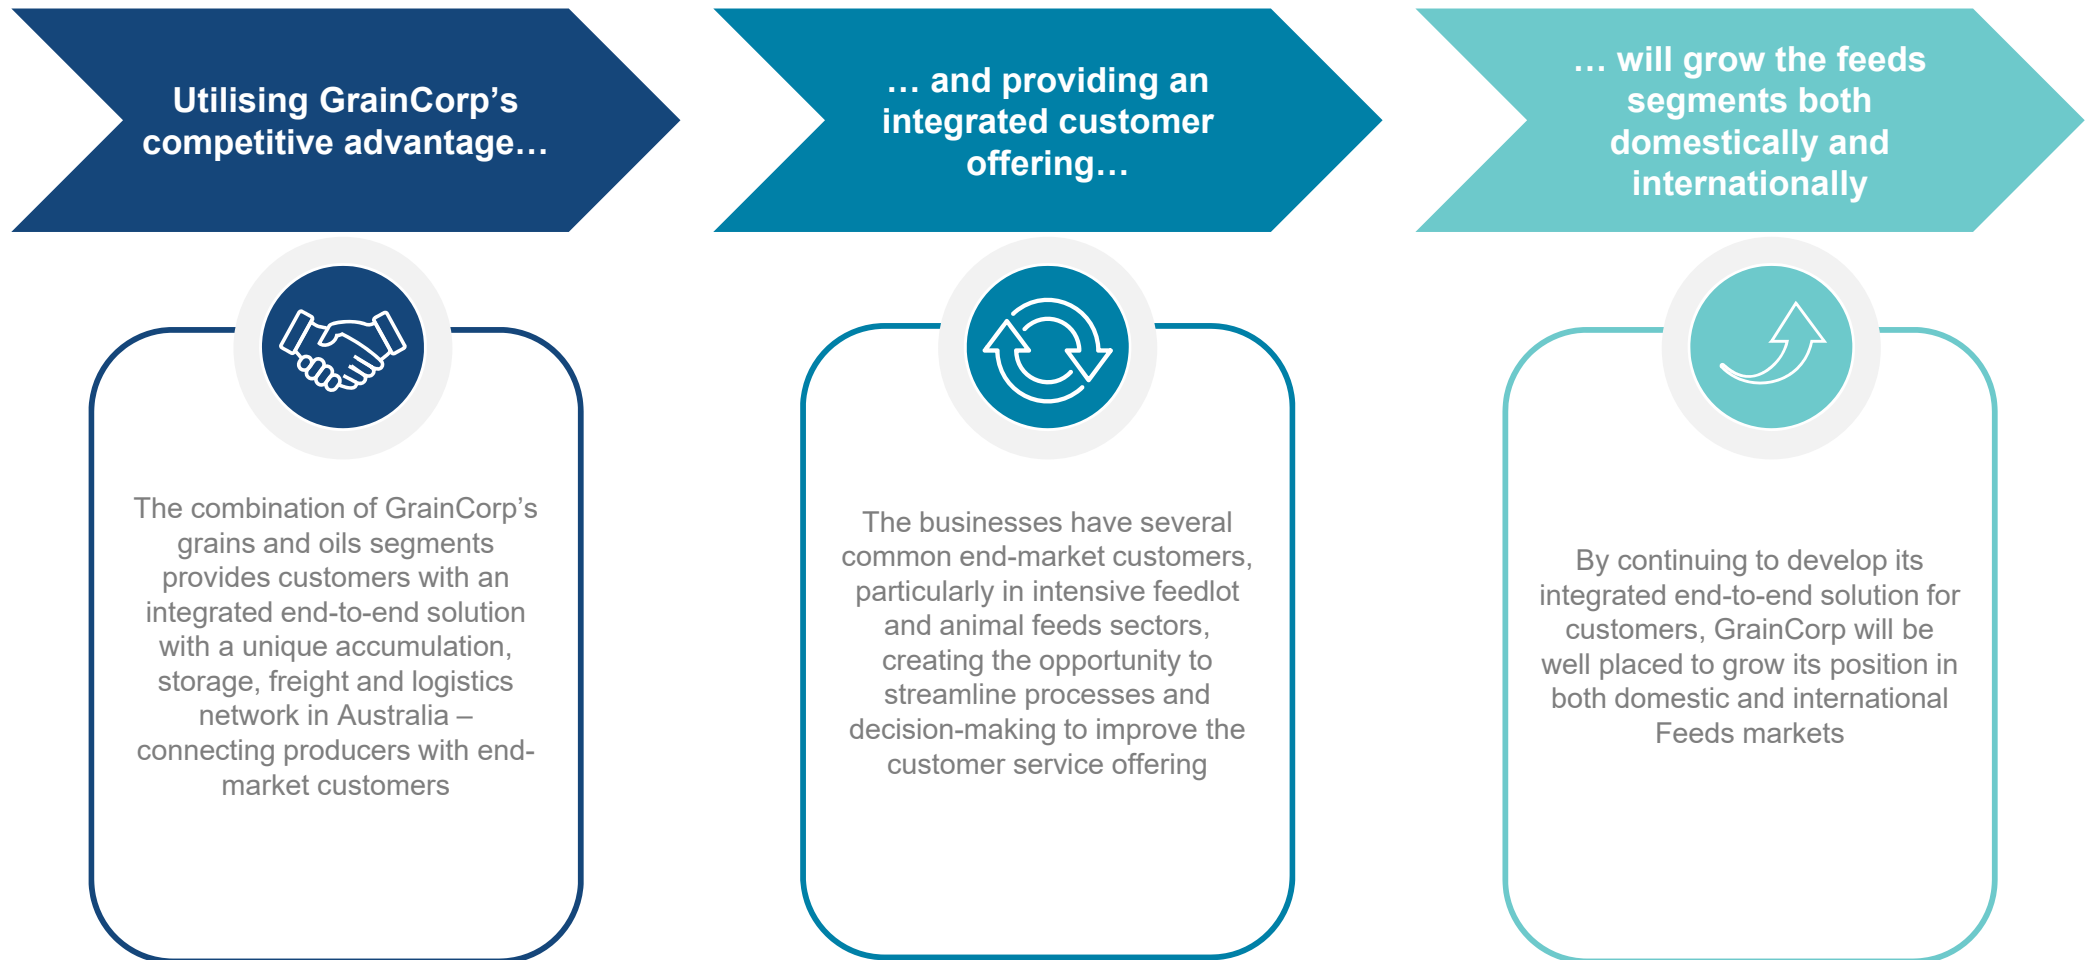 Utilising GrainCorp’s
competitive advantage…
… and providing an
integrated customer
offering…
… will grow the feeds
segments both
domestically and
internationally
The combination of GrainCorp’s
grains and oils segments
provides customers with an
integrated end-to-end solution
with a unique accumulation,
storage, freight and logistics
network in Australia –
connecting producers with end-
market customers
The businesses have several
common end-market customers,
particularly in intensive feedlot
and animal feeds sectors,
creating the opportunity to
streamline processes and
decision-making to improve the
customer service offering
By continuing to develop its
integrated end-to-end solution for
customers, GrainCorp will be
well placed to grow its position in
both domestic and international
Feeds markets